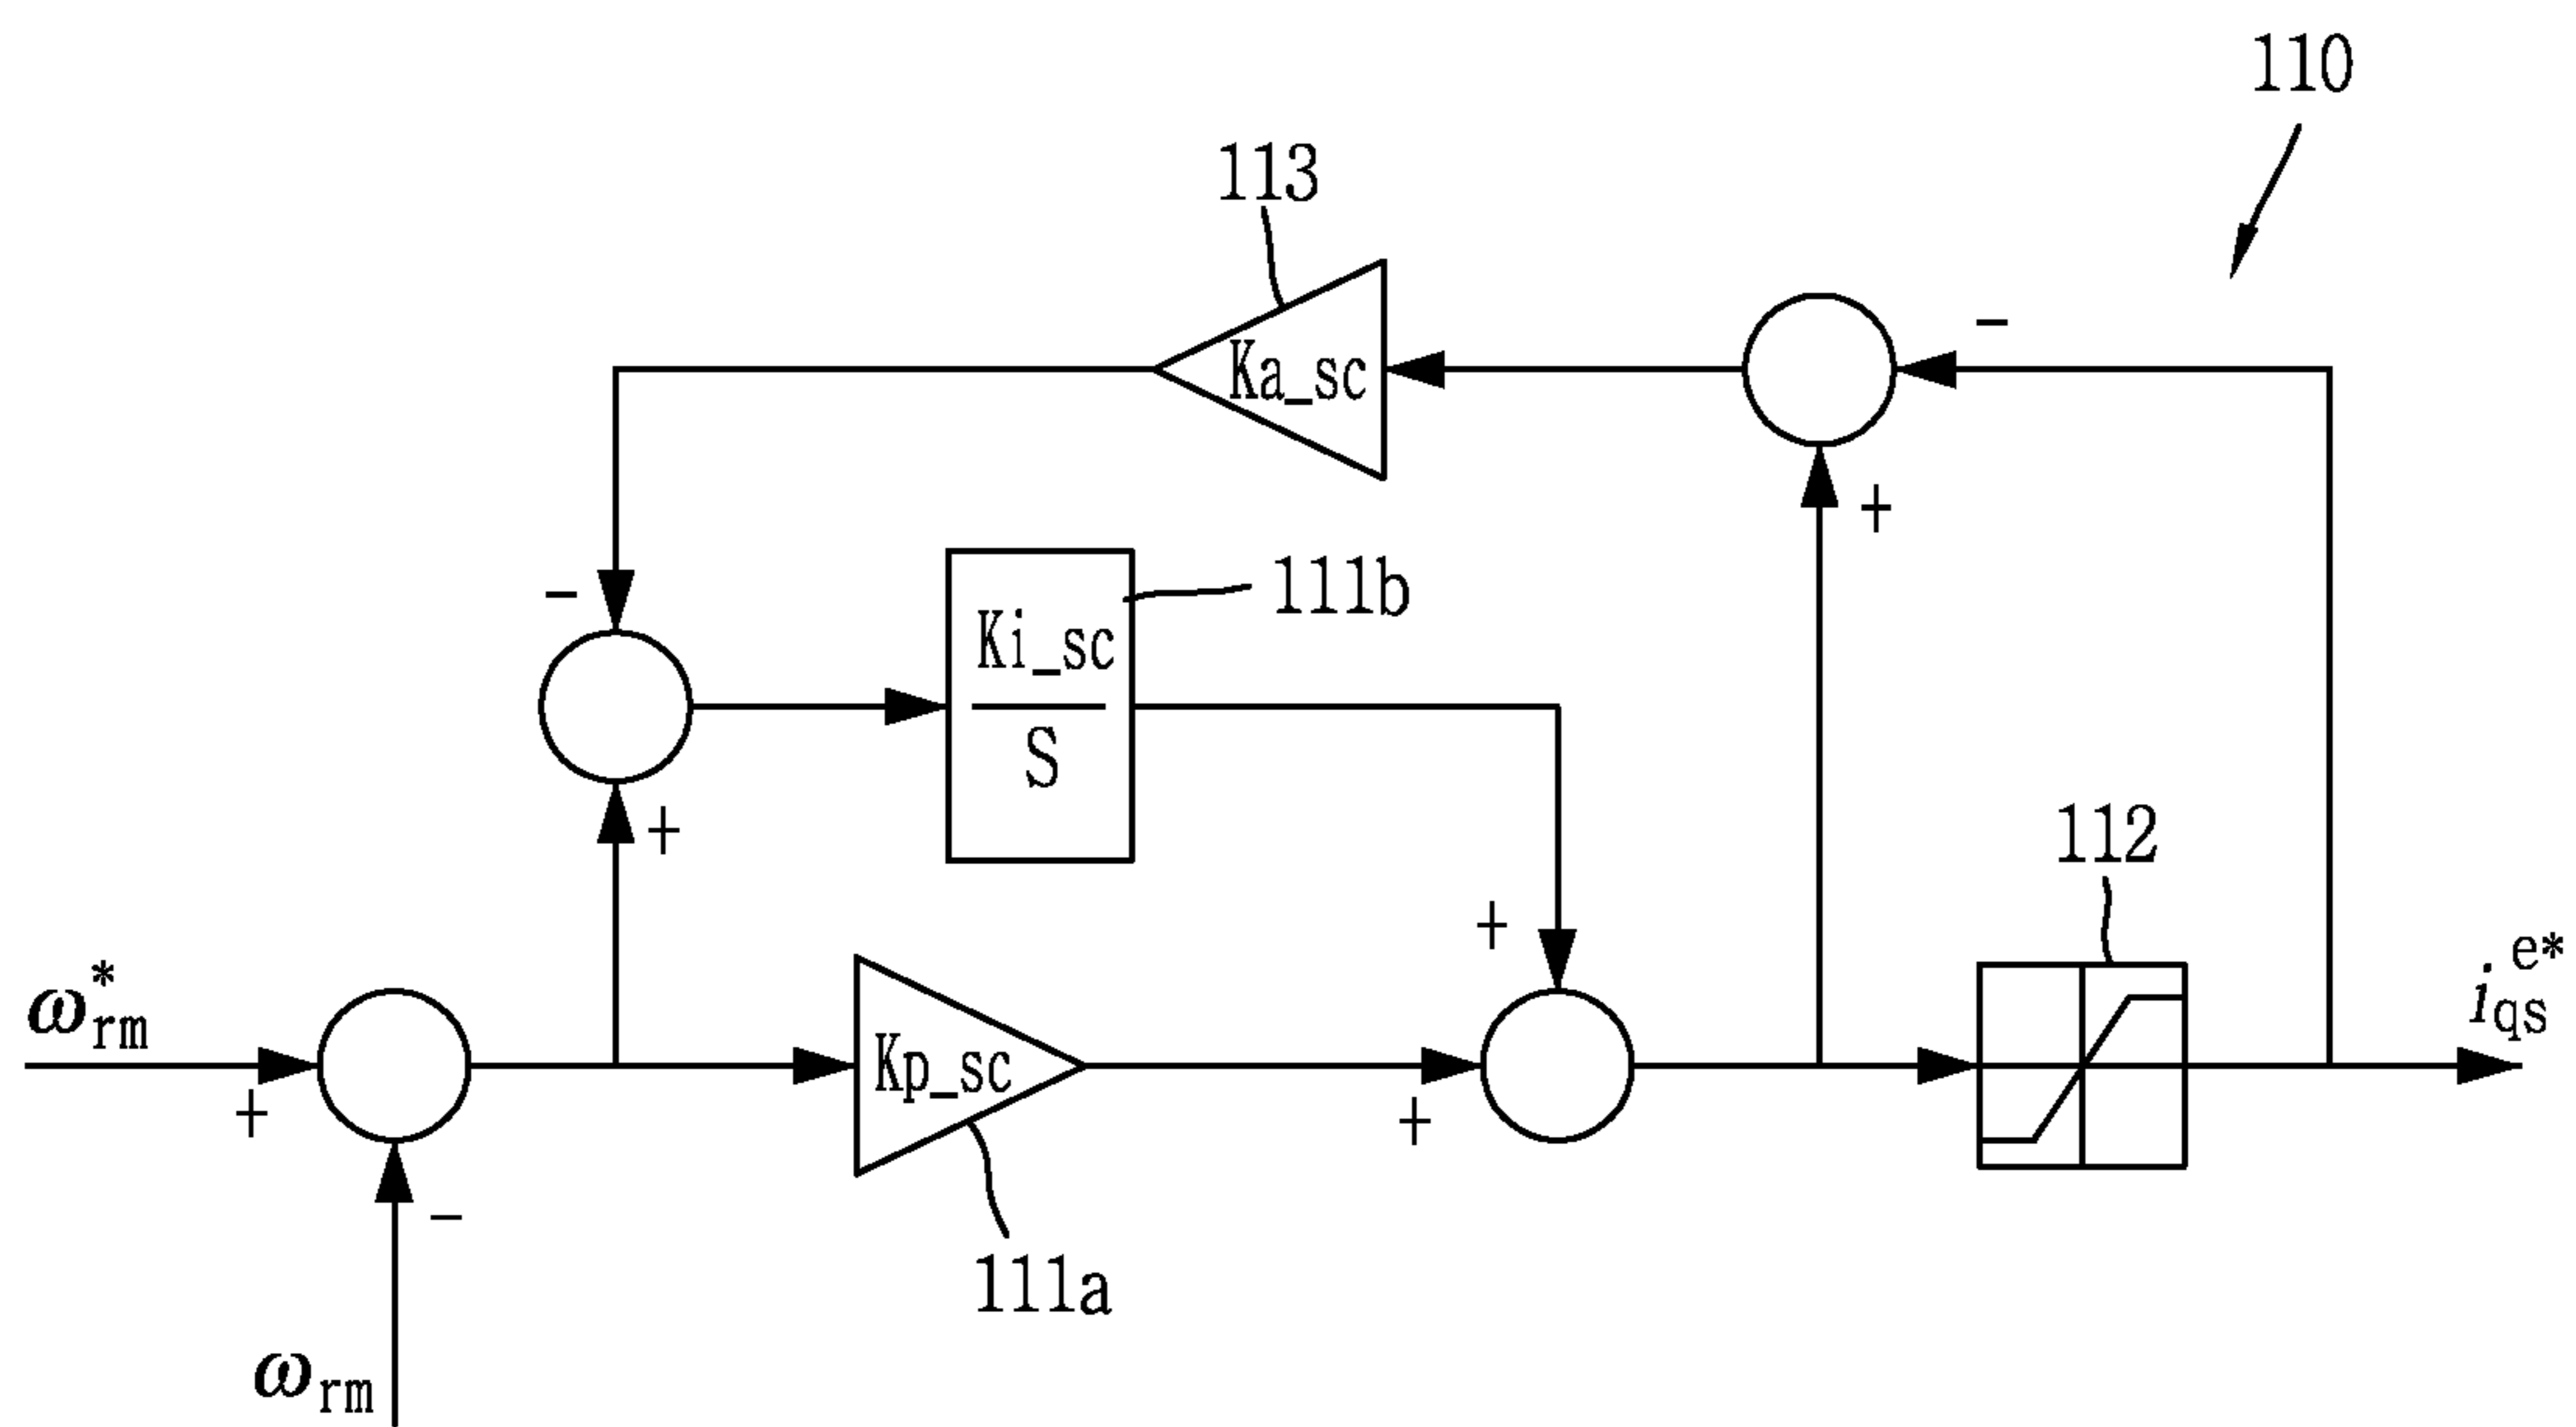 110
113
Ka_sc
-
+
111b
-
Ki_sc
S
+
112
+
ω*rm
+
Kp_sc
+
i e* qs
-
111a
ωrm